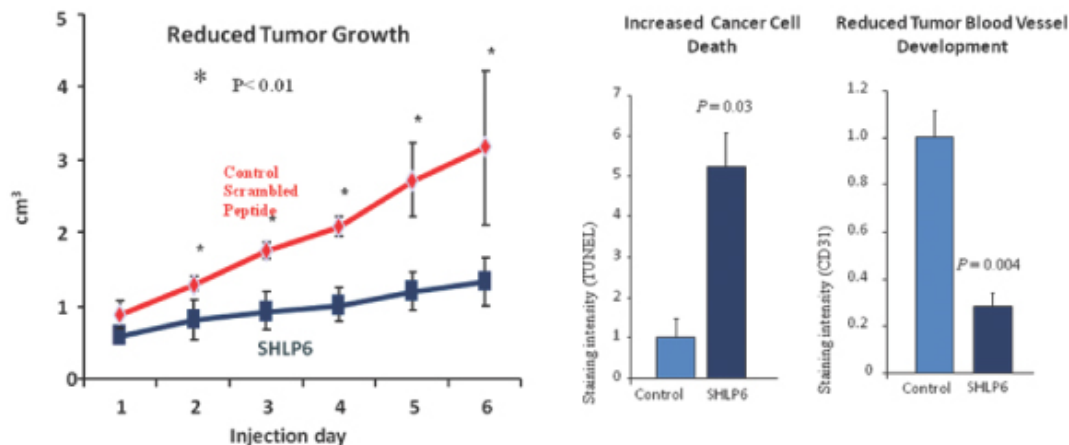 Reduced Tumor Growth
* P< 0.01
5
4
3
2
1
0
cm³
Control
Scrambled
Peptide
*
*
*
*
*
SHLP6
1 2 3 4 5 6
Injection day
Increased Cancer Cell
Death
7
6
5
4
3
2
1
0
Staining intensity (TUNEL)
P = 0.03
Control SHLP6
Reduced Tumor Blood Vessel
Development
1.2
1.0
0.8
0.6
0.4
0.2
0
Staining intensity (CD31)
P = 0.004
Control SHLP6